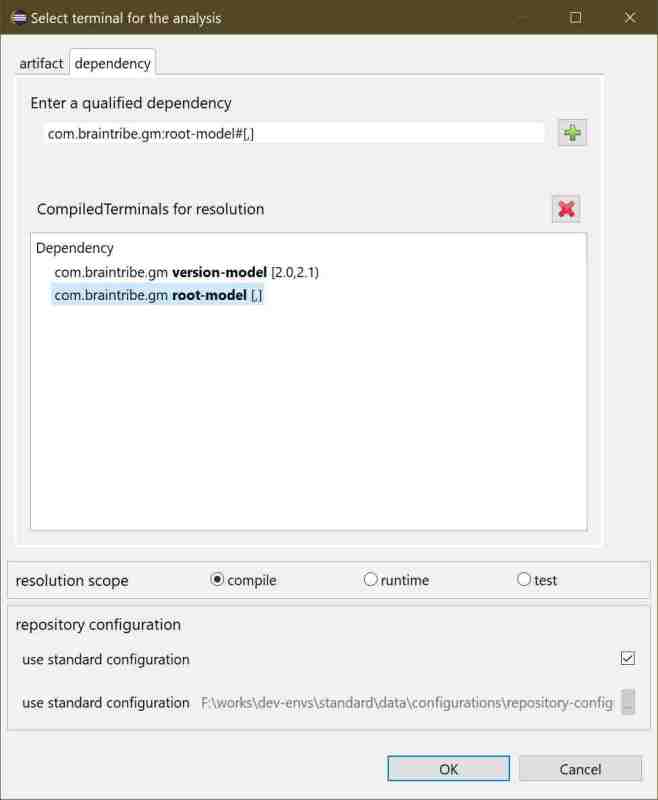 Select terminal for the analysis
artifact dependency
Enter a qualified dependency
com.braintribe.gm:root-model#[,]
CompiledTerminals for resolution
Dependency
com.braintribe.gm version-model [2.0,2.1)
com.braintribe.gm root-model [,]
resolution scope compile runtime test
repository configuration
use standard configuration
use standard configuration F:\works\dev-envs\standard\data\configurations\repository-config ...
OK Cancel